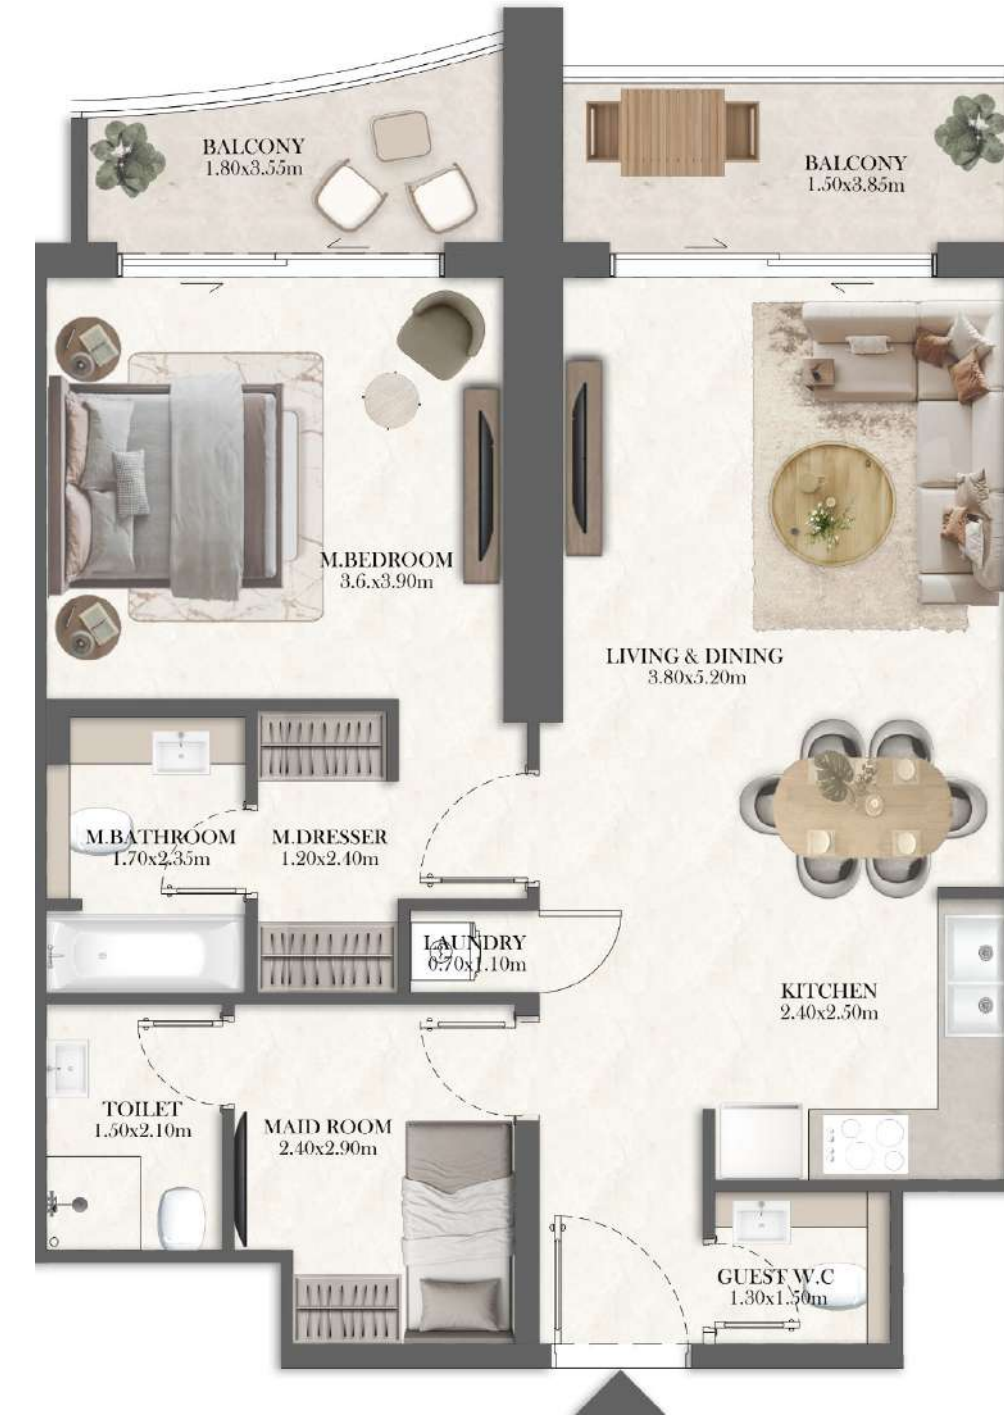 BALCONY
1.80x3.55m
BALCONY
1.50x3.85m
M.BEDROOM
3.6.x3.90m
LIVING & DINING
3.80x5.20m
M.BATHROOM
1.70x2.35m
M.DRESSER
1.20x2.40m
LAUNDRY
0.70x1.10m
KITCHEN
2.40x2.50m
TOILET
1.50x2.10m
MAID ROOM
2.40x2.90m
GUEST W.C
1.30x1.50m